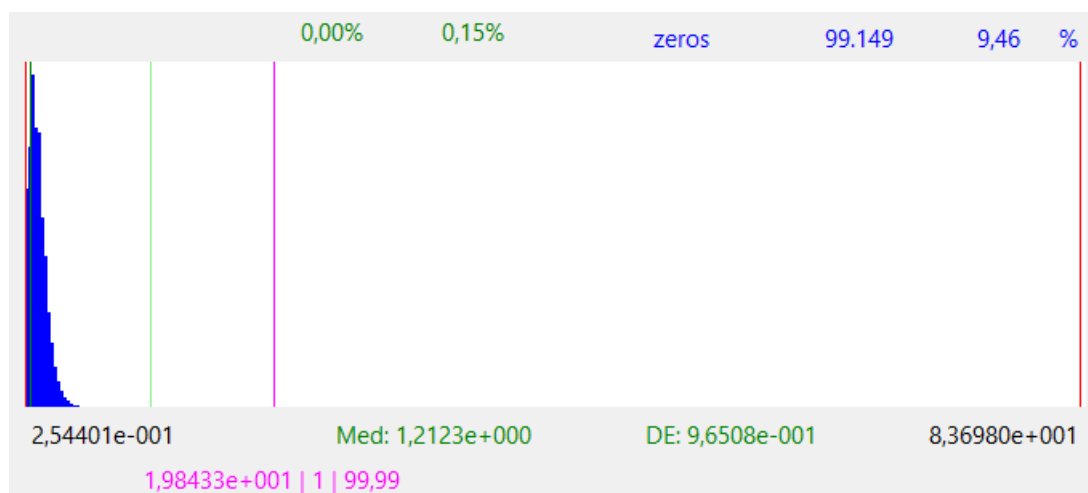 0,00% 0,15% zeros 99.149 9,46 %
2,54401e-001 Med: 1,2123e+000 DE: 9,6508e-001 8,36980e+001
1,98433e+001 | 1 | 99,99